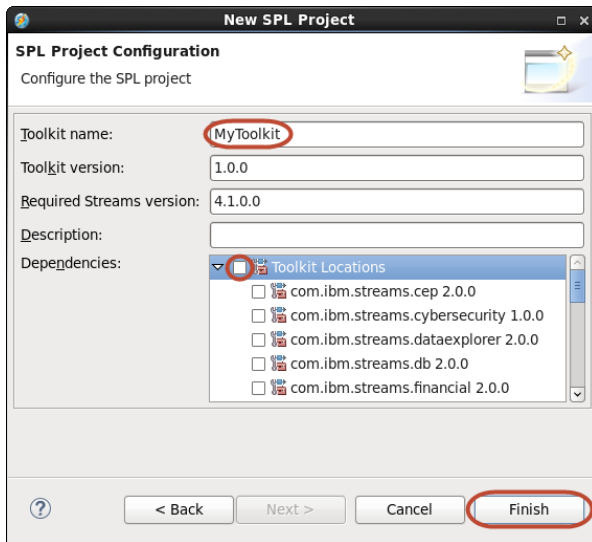 New SPL Project
SPL Project Configuration
Configure the SPL project
Toolkit name: MyToolkit
Toolkit version: 1.0.0
Required Streams version: 4.1.0.0
Description:
Dependencies: Toolkit Locations
com.ibm.streams.cep 2.0.0
com.ibm.streams.cybersecurity 1.0.0
com.ibm.streams.dataexplorer 2.0.0
com.ibm.streams.db 2.0.0
com.ibm.streams.financial 2.0.0
? < Back Next > Cancel Finish